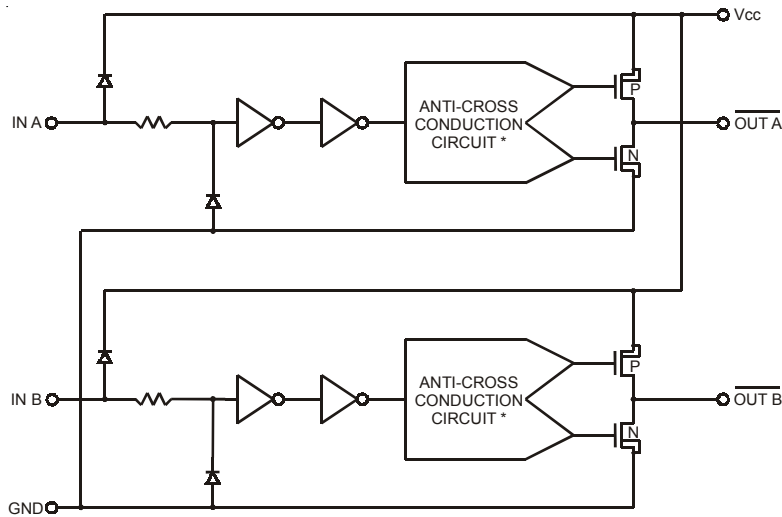 Vcc
IN A
ANTI-CROSS
CONDUCTION
CIRCUIT *
P
N
OUT A
IN B
ANTI-CROSS
CONDUCTION
CIRCUIT *
P
N
OUT B
GND